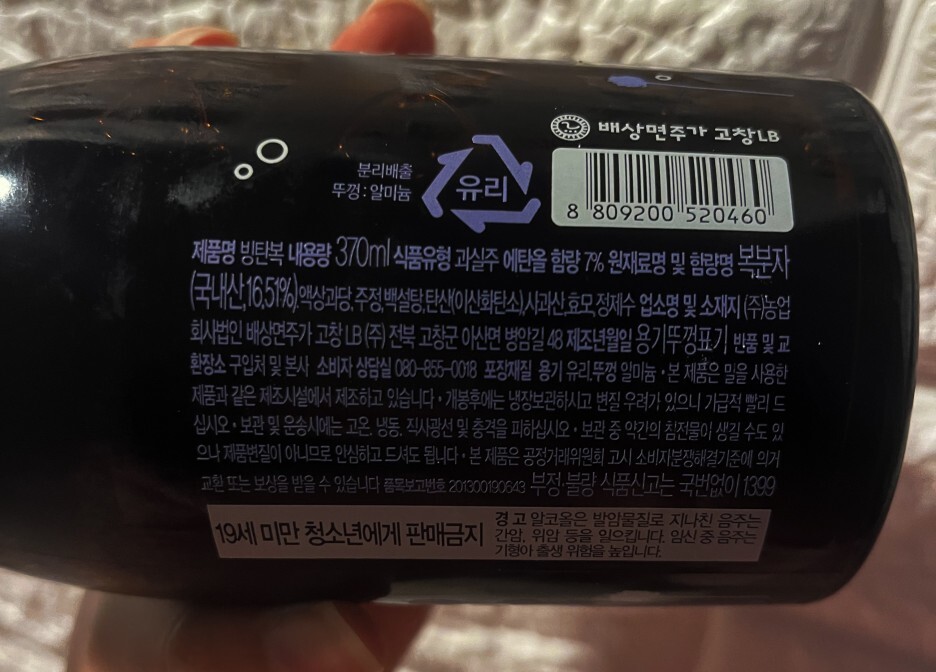 배상면주가 고창LB
분리배출
뚜껑 : 알미늄
유리
8 809200 520460
제품명 빙탄복 내용량 370ml 식품유형 과실주 에탄올 함량 7% 원재료명 및 함량명 복분자
(국내산,16.51%),액상과당, 주정, 백설탕, 탄산(이산화탄소),사과산, 효모, 정제수 업소명 및 소재지 (주)농업
회사법인 배상면주가 고창 LB (주) 전북 고창군 아산면 병암길 48 제조년월일 용기뚜껑표기 반품 및 교
환장소 구입처 및 본사 소비자 상담실 080-855-0018 포장재질 용기 유리, 뚜껑 알미늄 • 본 제품은 밀을 사용한
제품과 같은 제조시설에서 제조하고 있습니다 • 개봉후에는 냉장보관하시고 변질 우려가 있으니 가급적 빨리 드
십시오 • 보관 및 운송시에는 고온, 냉동, 직사광선 및 충격을 피하십시오 • 보관 중 약간의 침전물이 생길 수도 있
으나 제품변질이 아니므로 안심하고 드셔도 됩니다 • 본 제품은 공정거래위원회 고시 소비자분쟁해결기준에 의거
교환 또는 보상을 받을 수 있습니다 품목보고번호 201300190643 부정·불량 식품신고는 국번없이 1399
19세 미만 청소년에게 판매금지
경 고 알코올은 발암물질로 지나친 음주는
간암, 위암 등을 일으킵니다. 임신 중 음주는
기형아 출생 위험을 높입니다.